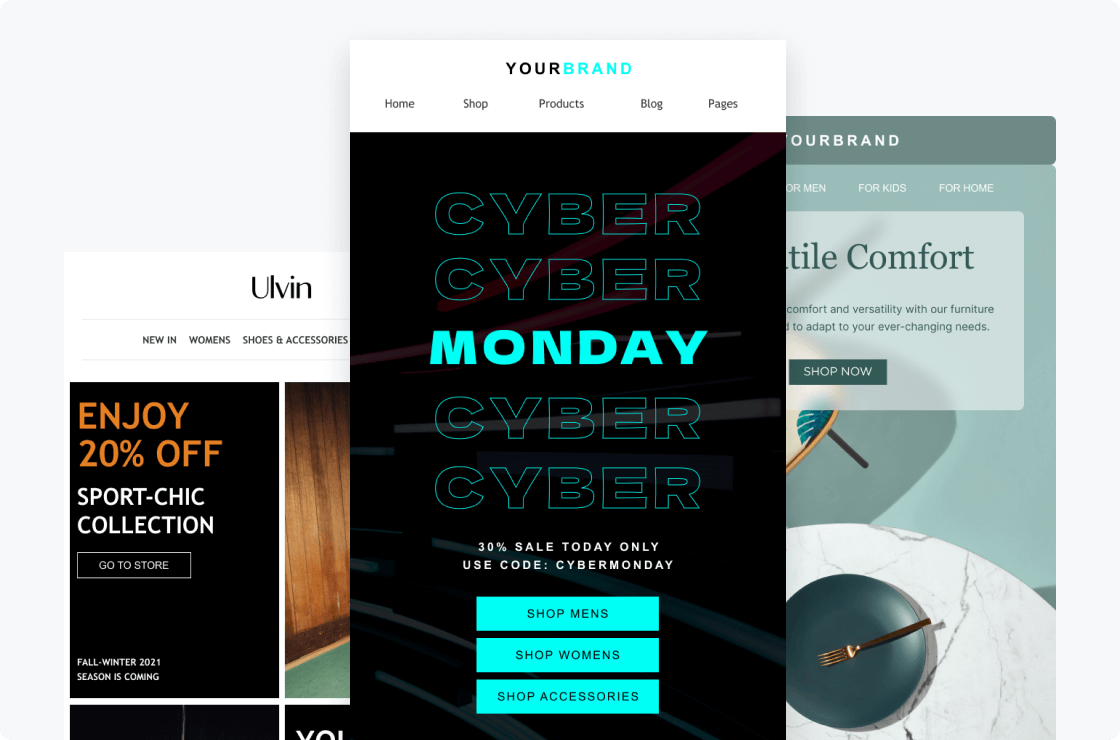 YOURBRAND
Home Shop Products Blog Pages
CYBER
CYBER
MONDAY
CYBER
CYBER
30% SALE TODAY ONLY
USE CODE: CYBERMONDAY
SHOP MENS
SHOP WOMENS
SHOP ACCESSORIES
Ulvin
NEW IN WOMENS SHOES & ACCESSORIES
ENJOY
20% OFF
SPORT-CHIC
COLLECTION
GO TO STORE
FALL-WINTER 2021
SEASON IS COMING
OURBRAND
MEN FOR KIDS FOR HOME
Comfort
comfort and versatility with our furniture
to adapt to your ever-changing needs.
SHOP NOW